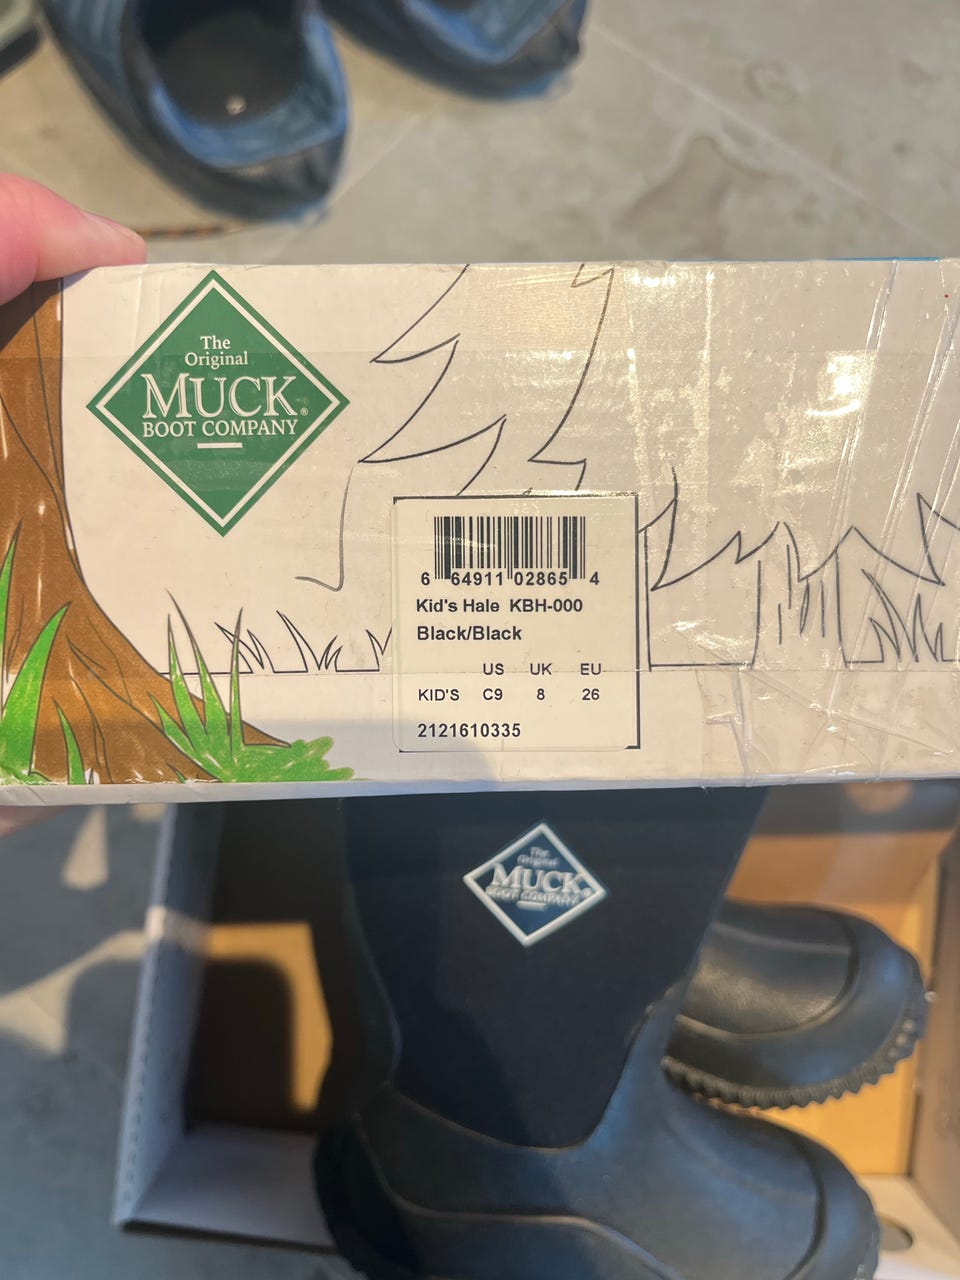 The
Original
MUCK®
BOOT COMPANY
6 64911 02865 4
Kid's Hale KBH-000
Black/Black
US UK EU
KID'S C9 8 26
2121610335
The
Original
MUCK®
BOOT COMPANY